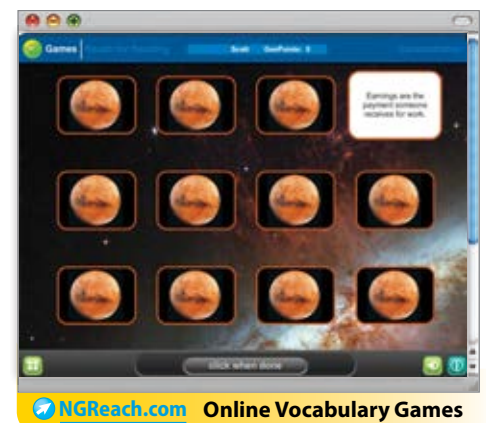 Games
Scott GeoPoints: 0
Earnings are the
payment someone
receives for work.
click when done
NGReach.com Online Vocabulary Games